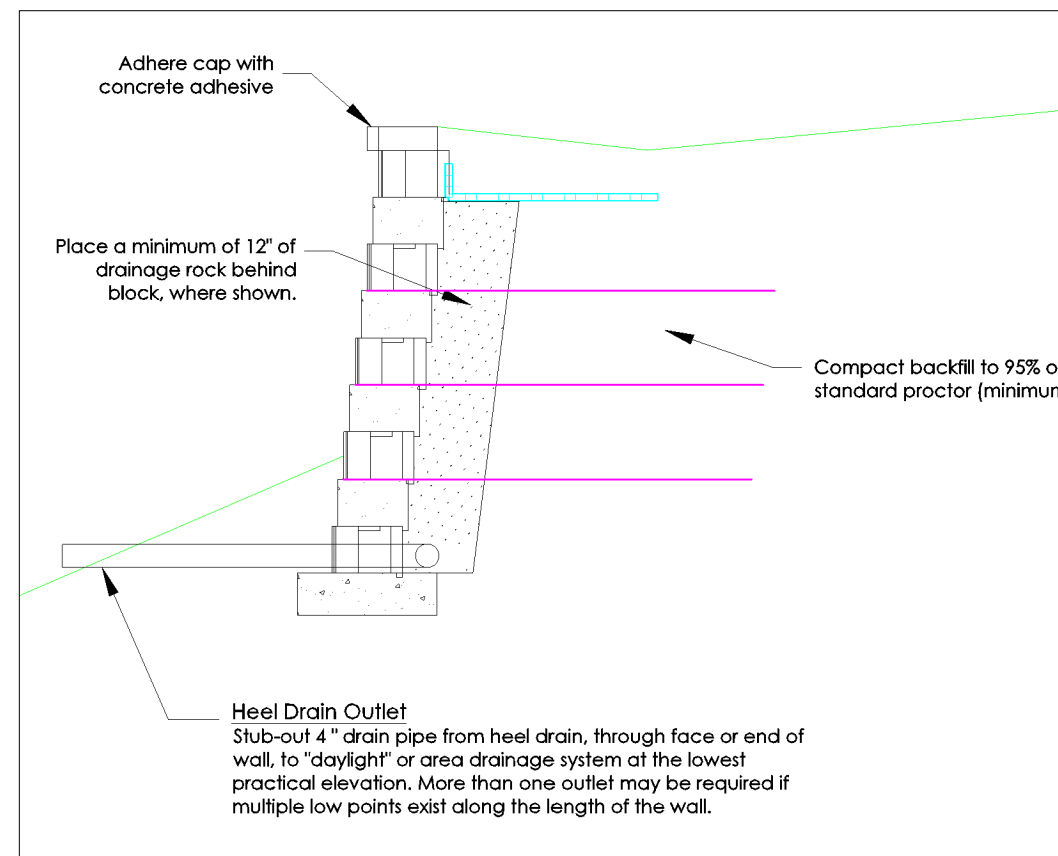 Adhere cap with
concrete adhesive
Place a minimum of 12" of
drainage rock behind
block, where shown.
Compact backfill to 95%
standard proctor
Heel Drain Outlet
Stub-out 4 " drain pipe from heel drain, through face or end of
wall, to "daylight" or area drainage system at the lowest
practical elevation. More than one outlet may be required if
multiple low points exist along the length of the wall.